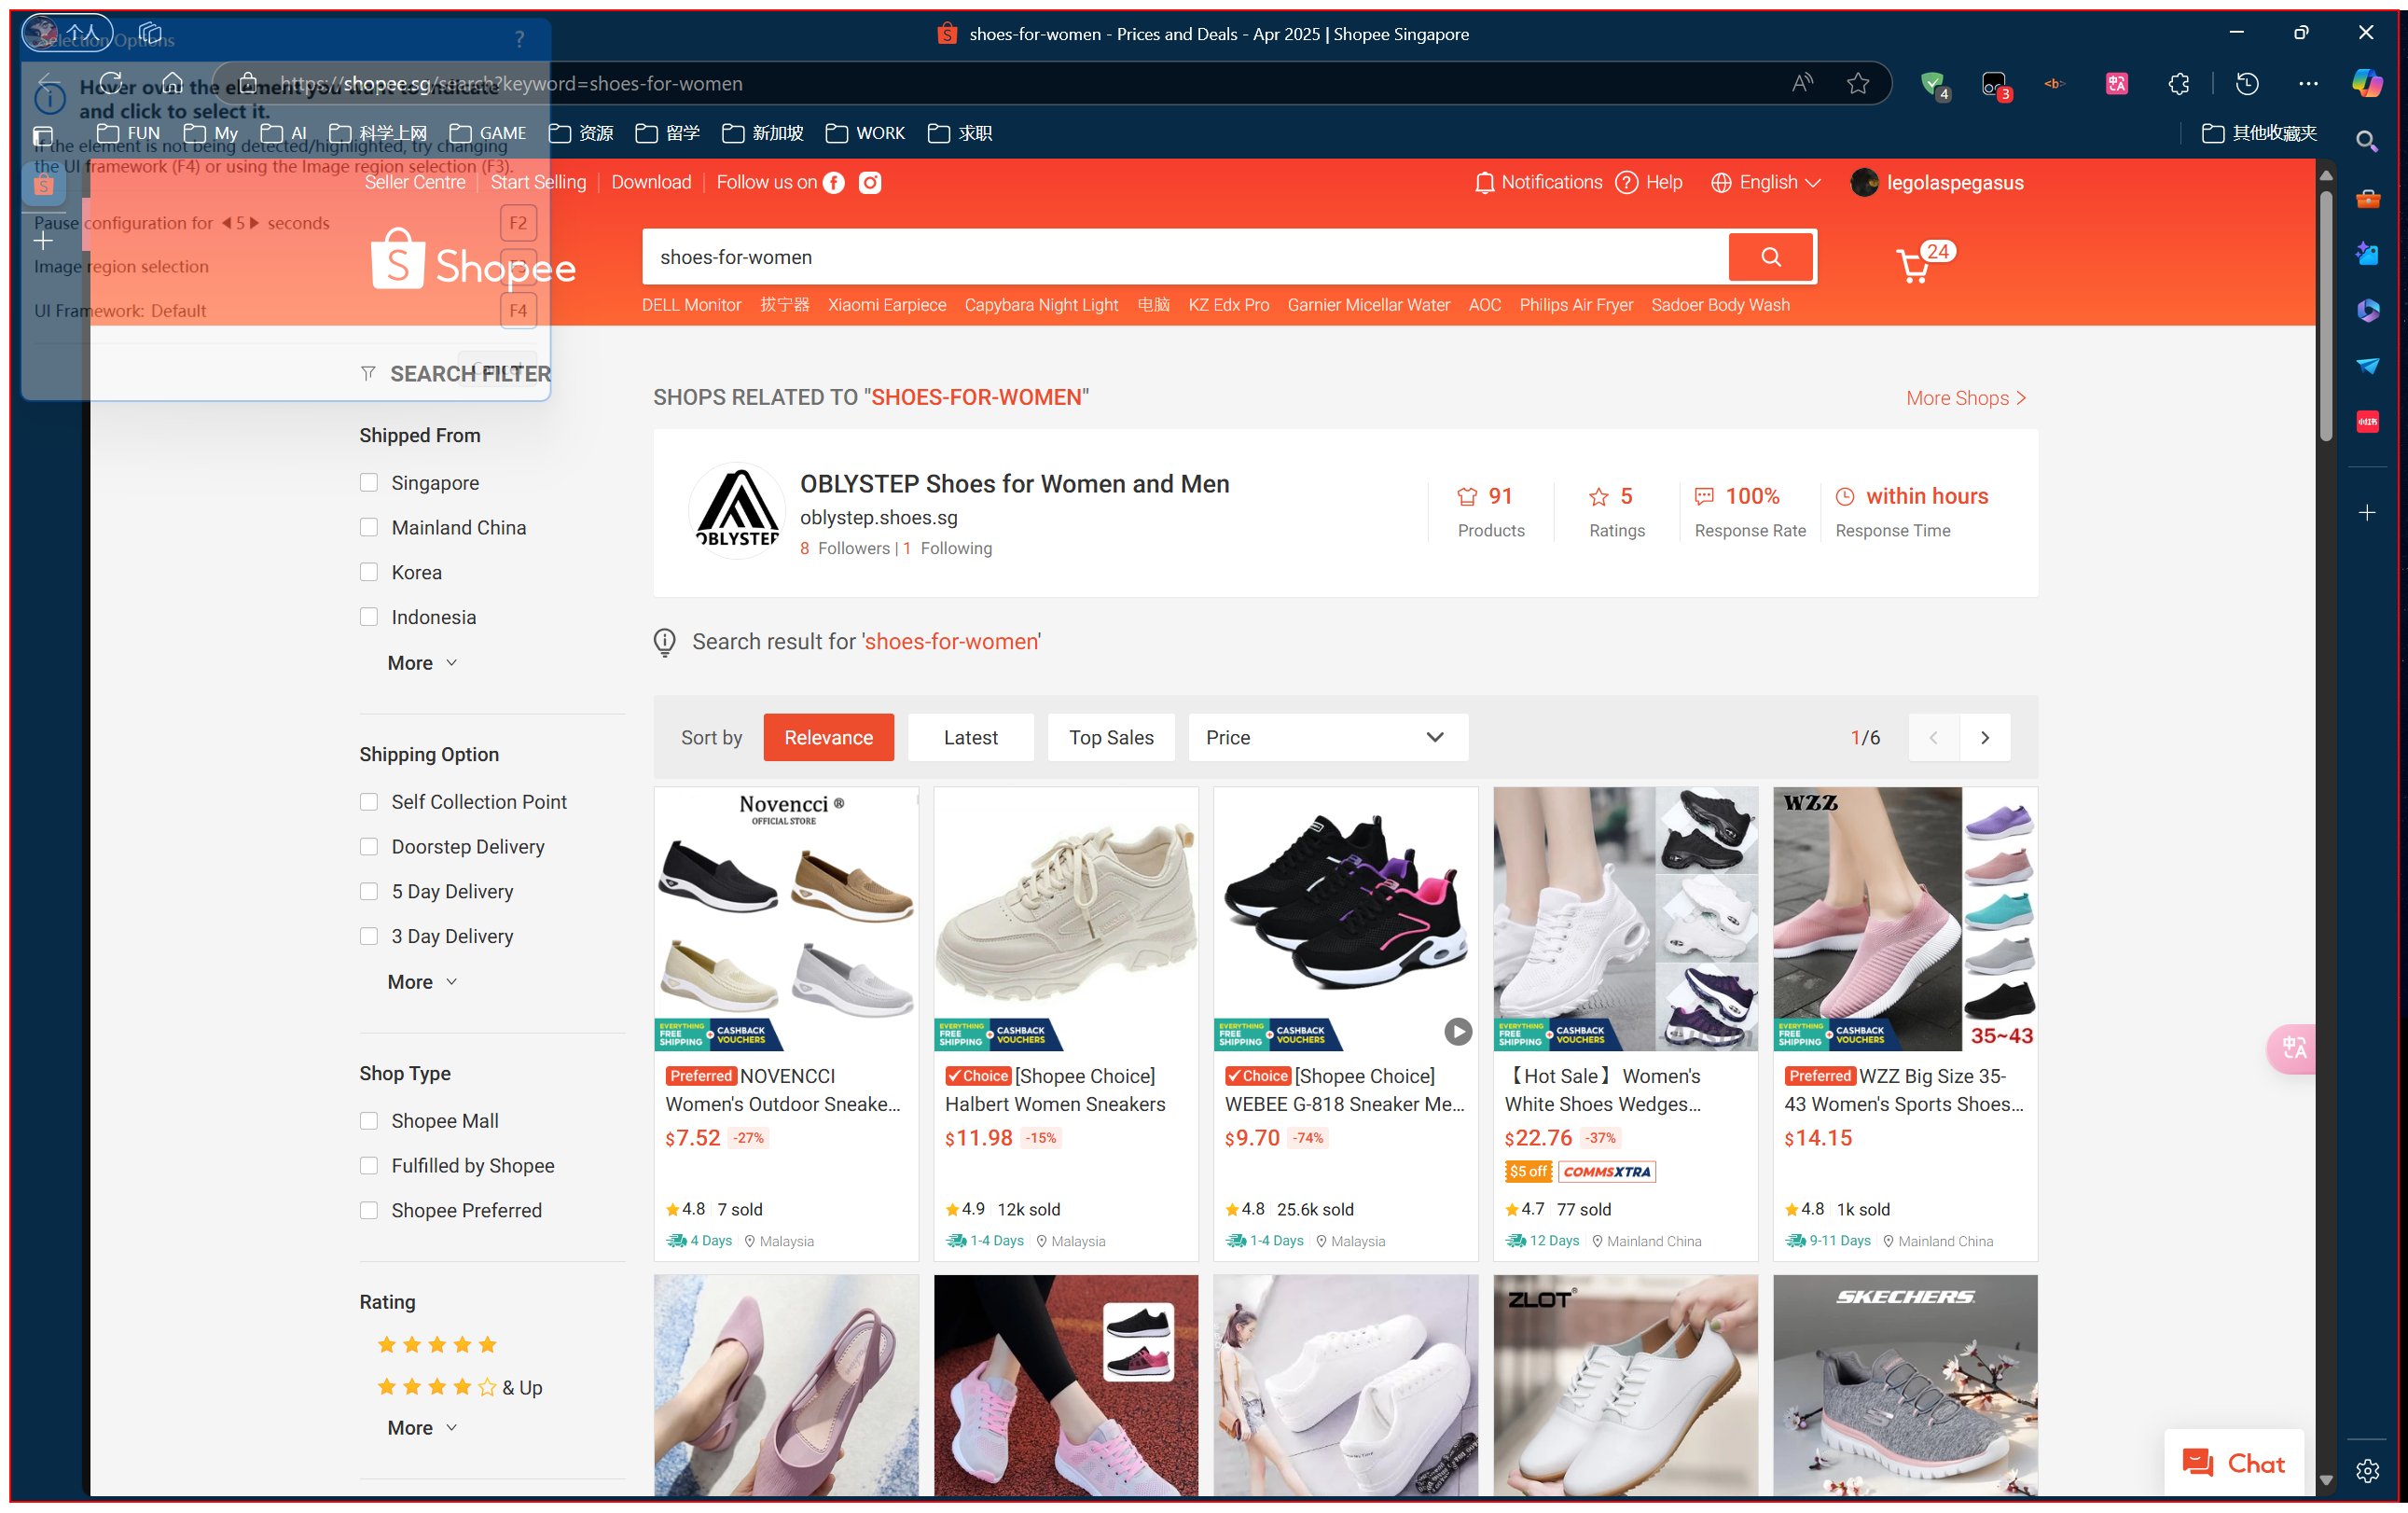 个人
Selection Options
?
shoes-for-women - Prices and Deals - Apr 2025 | Shopee Singapore
Hover over the element you want to indicate
and click to select it.
https://shopee.sg/search?keyword=shoes-for-women
4
3
<b>
FUN
My
AI
科学上网
GAME
资源
留学
新加坡
WORK
求职
其他收藏夹
If the element is not being detected/highlighted, try changing
the UI framework (F4) or using the Image region selection (F3).
Seller Centre
Start Selling
Download
Follow us on
Notifications
Help
English
legolaspegasus
Pause configuration for 5 seconds
F2
Image region selection
UI Framework: Default
F4
Shopee
shoes-for-women
24
DELL Monitor
拔宁器
Xiaomi Earpiece
Capybara Night Light
电脑
KZ Edx Pro
Garnier Micellar Water
AOC
Philips Air Fryer
Sadoer Body Wash
Cancel
SEARCH FILTER
Shipped From
Singapore
Mainland China
Korea
Indonesia
More
Shipping Option
Self Collection Point
Doorstep Delivery
5 Day Delivery
3 Day Delivery
More
Shop Type
Shopee Mall
Fulfilled by Shopee
Shopee Preferred
Rating
& Up
More
SHOPS RELATED TO "SHOES-FOR-WOMEN"
More Shops
OBLYSTEP
OBLYSTEP Shoes for Women and Men
oblystep.shoes.sg
8 Followers | 1 Following
91
Products
5
Ratings
100%
Response Rate
within hours
Response Time
Search result for 'shoes-for-women'
Sort by
Relevance
Latest
Top Sales
Price
1/6
Novencci ®
OFFICIAL STORE
EVERYTHING
FREE
SHIPPING
+
CASHBACK
VOUCHERS
Preferred NOVENCCI
Women's Outdoor Sneake...
$7.52 -27%
4.8 7 sold
4 Days
Malaysia
EVERYTHING
FREE
SHIPPING
+
CASHBACK
VOUCHERS
Choice [Shopee Choice]
Halbert Women Sneakers
$11.98 -15%
4.9 12k sold
1-4 Days
Malaysia
EVERYTHING
FREE
SHIPPING
+
CASHBACK
VOUCHERS
Choice [Shopee Choice]
WEBEE G-818 Sneaker Me...
$9.70 -74%
4.8 25.6k sold
1-4 Days
Malaysia
EVERYTHING
FREE
SHIPPING
+
CASHBACK
VOUCHERS
【Hot Sale】 Women's
White Shoes Wedges...
$22.76 -37%
$5 off
COMMSXTRA
4.7 77 sold
12 Days
Mainland China
WZZ
EVERYTHING
FREE
SHIPPING
+
CASHBACK
VOUCHERS
35~43
Preferred WZZ Big Size 35-
43 Women's Sports Shoes...
$14.15
4.8 1k sold
9-11 Days
Mainland China
ZLOT®
SKECHERS
Chat
小红书